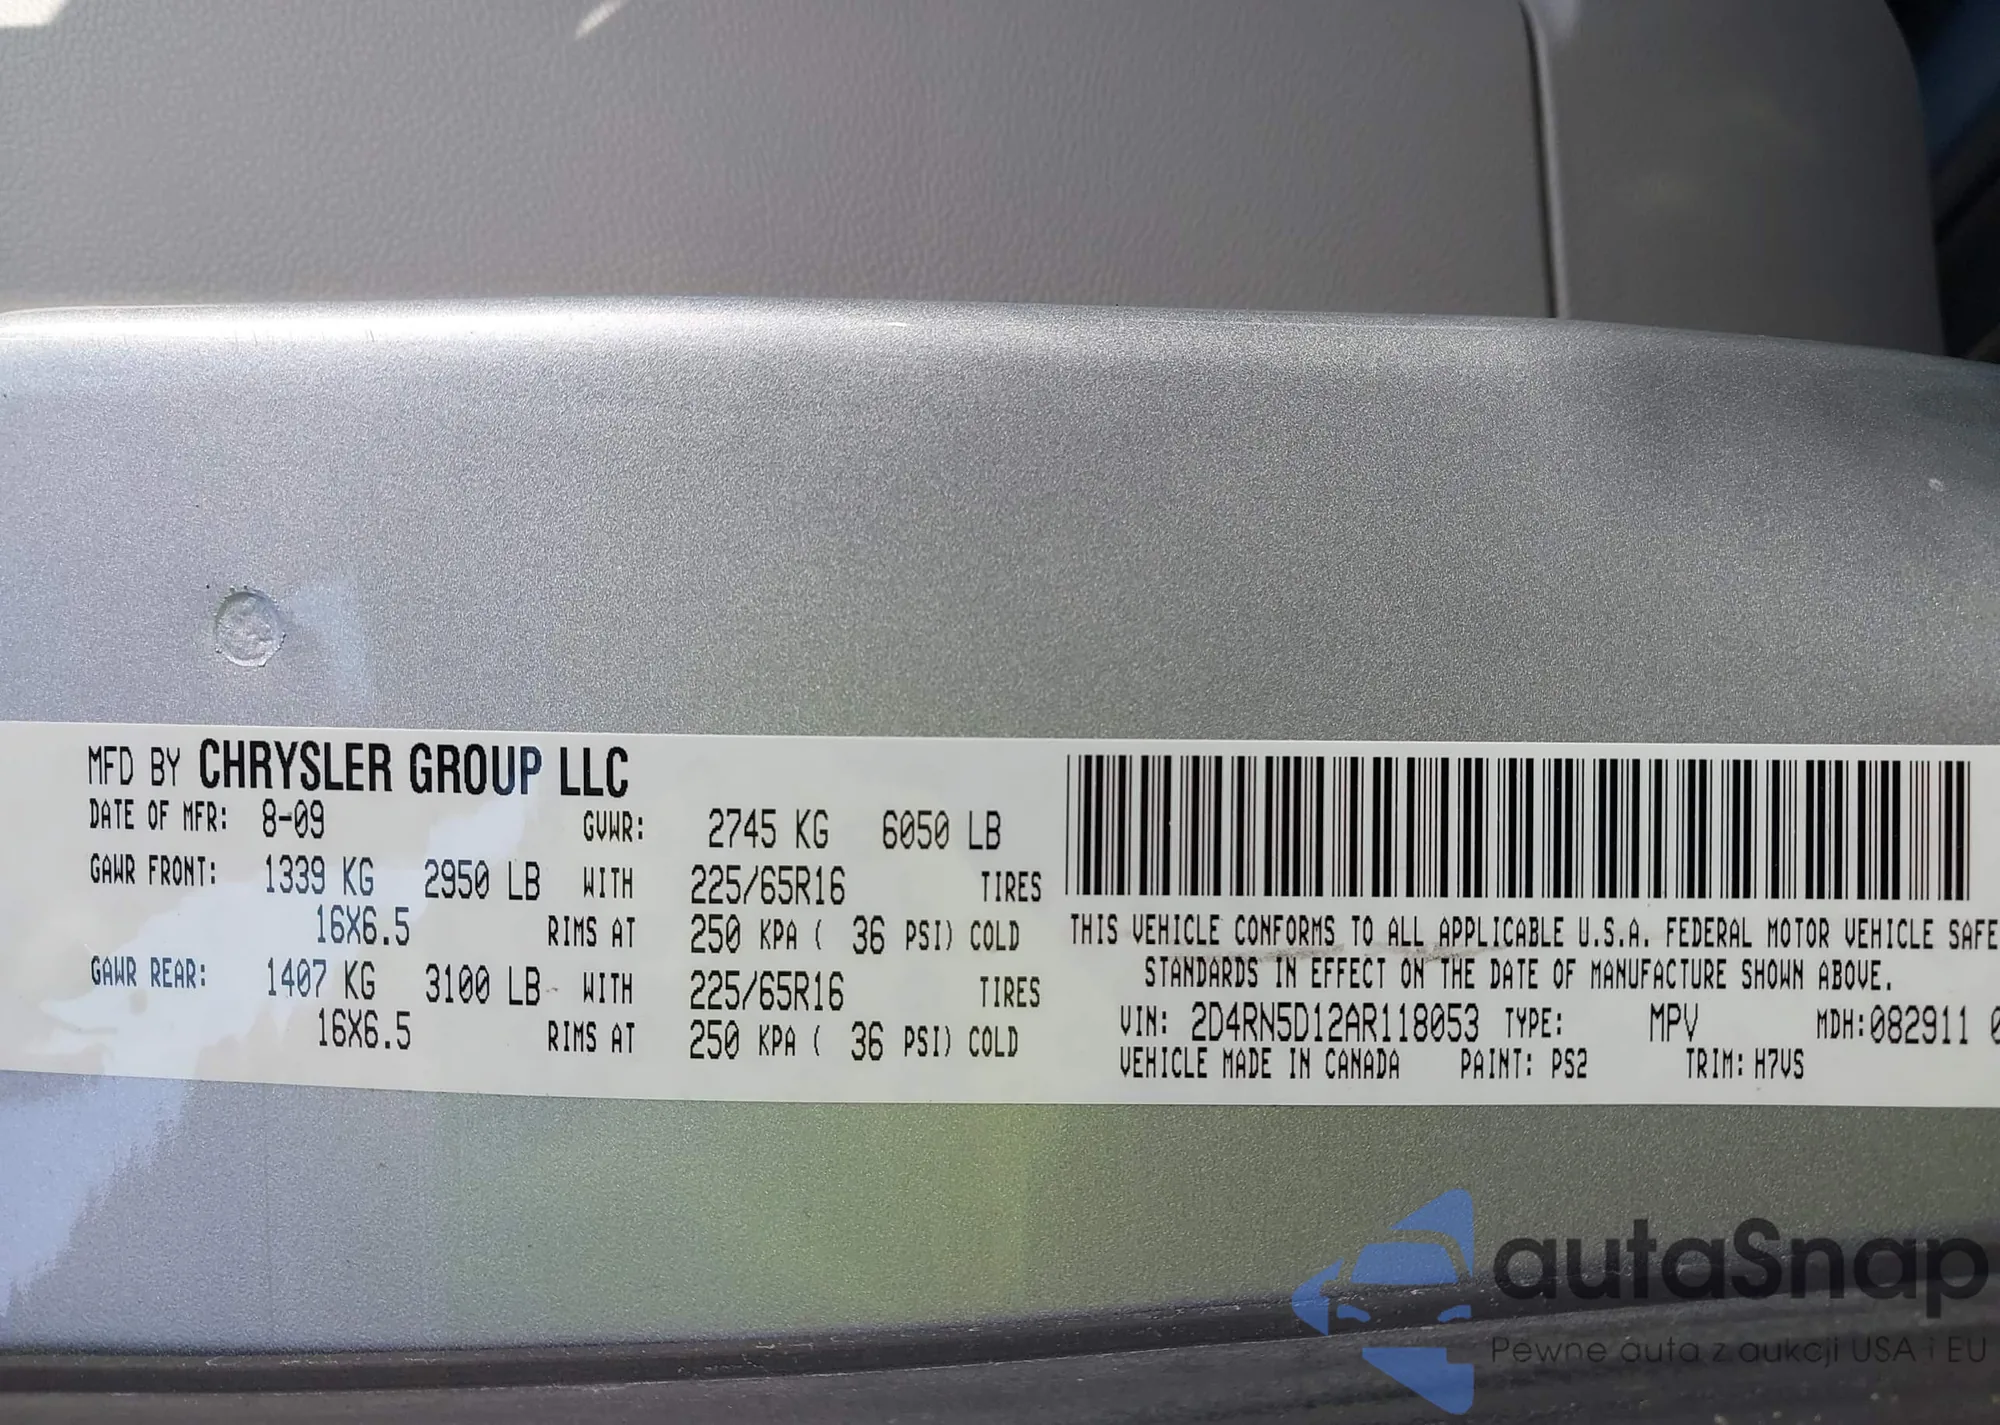 MFD BY CHRYSLER GROUP LLC
DATE OF MFR: 8-09 GVWR: 2745 KG 6050 LB
GAWR FRONT: 1339 KG 2950 LB WITH 225/65R16 TIRES
16X6.5 RIMS AT 250 KPA ( 36 PSI) COLD
GAWR REAR: 1407 KG 3100 LB WITH 225/65R16 TIRES
16X6.5 RIMS AT 250 KPA ( 36 PSI) COLD
THIS VEHICLE CONFORMS TO ALL APPLICABLE U.S.A. FEDERAL MOTOR VEHICLE SAFE
STANDARDS IN EFFECT ON THE DATE OF MANUFACTURE SHOWN ABOVE.
VIN: 2D4RN5D12AR118053 TYPE: MPV MDH:082911 0
VEHICLE MADE IN CANADA PAINT: PS2 TRIM: H7VS
autaSnap
Pewne auta z aukcji USA i EU